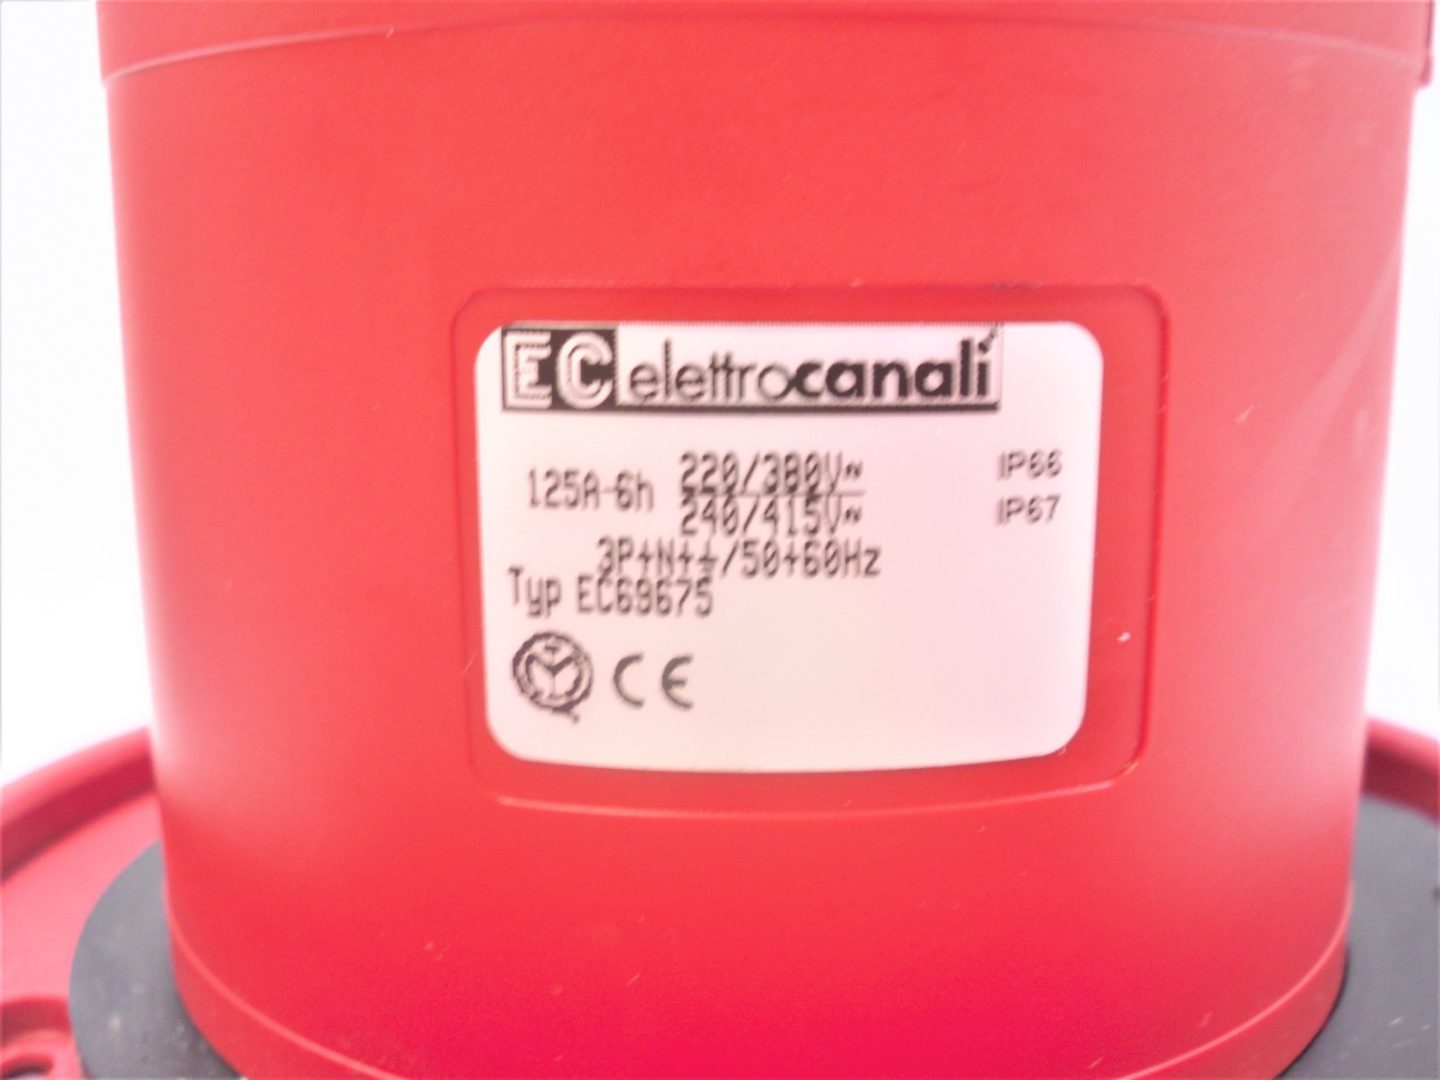 EC elettrocanali
125A-6h 220/380V~ IP66
240/415V~ IP67
3P+N+⏚/50+60Hz
Typ EC69675
CE